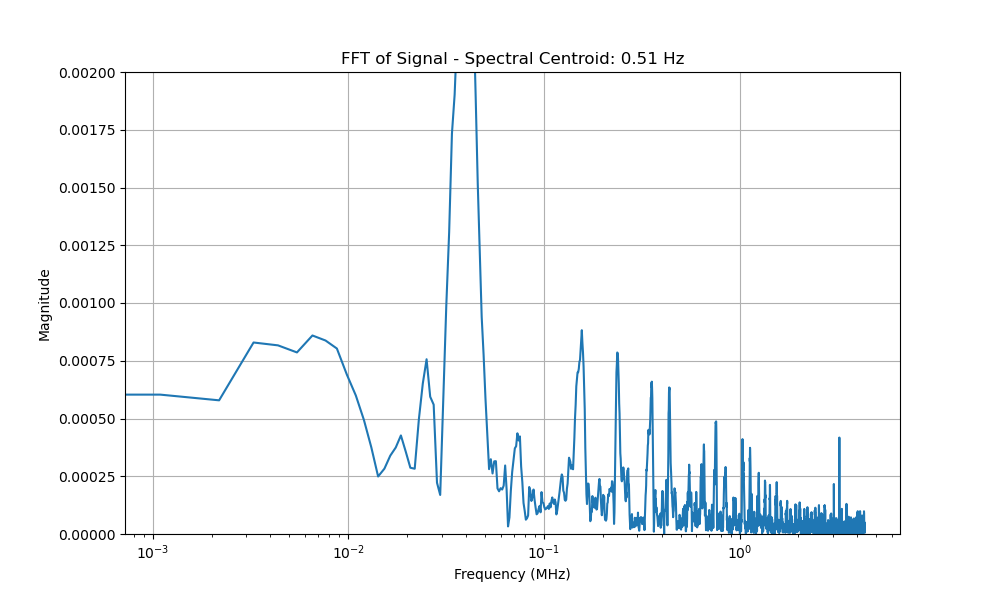 FFT of Signal - Spectral Centroid: 0.51 Hz
0.00200
0.00175
0.00150
0.00125
0.00100
0.00075
0.00050
0.00025
0.00000
Magnitude
10⁻³ 10⁻² 10⁻¹ 10⁰
Frequency (MHz)